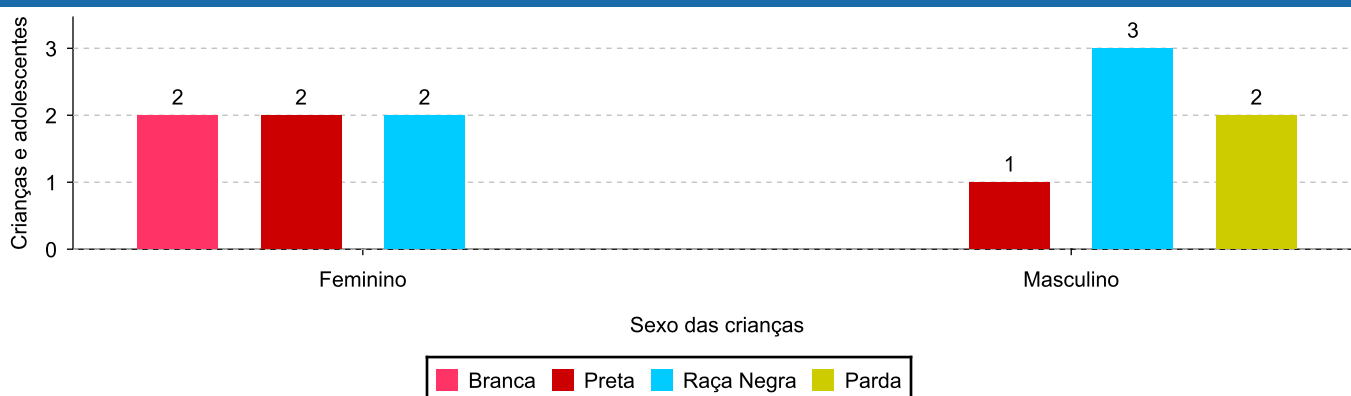 Crianças e adolescentes
3
2
1
0
2
2
2
1
3
2
Feminino
Masculino
Sexo das crianças
Branca Preta Raça Negra Parda